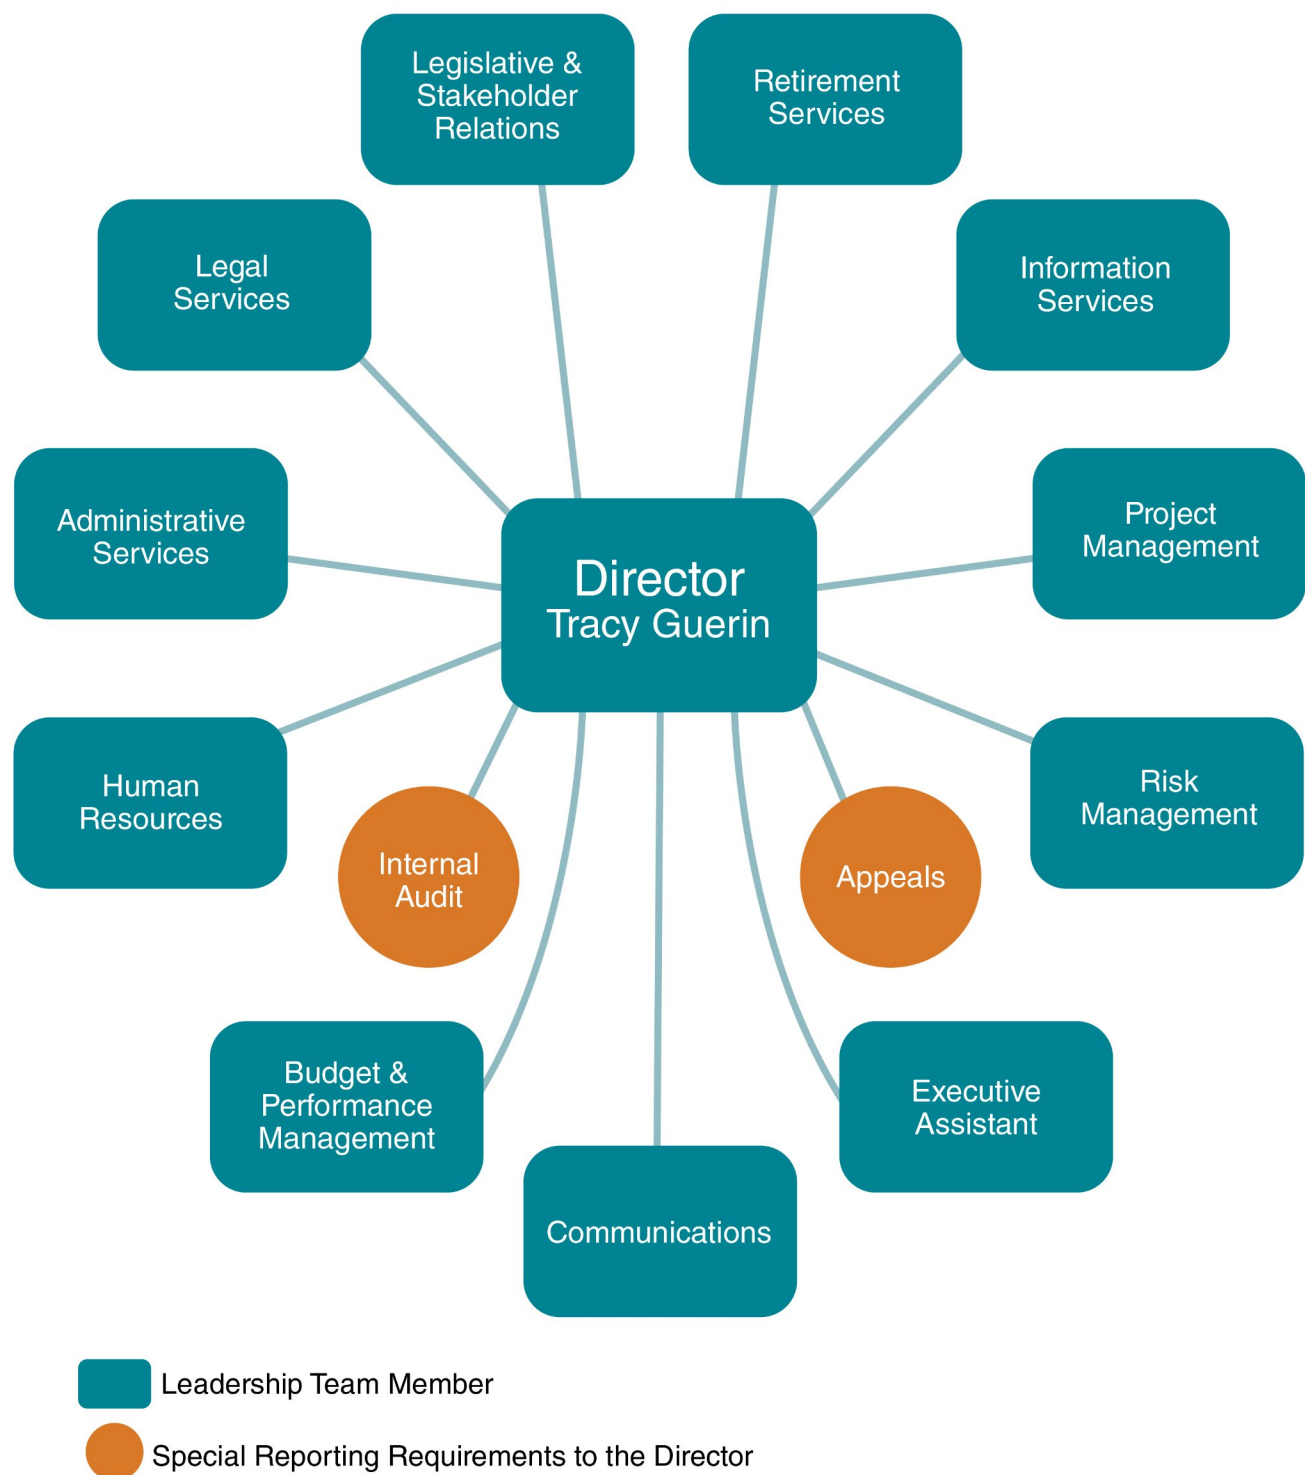 Legislative &
Stakeholder
Relations
Retirement
Services
Legal
Services
Information
Services
Administrative
Services
Project
Management
Director
Tracy Guerin
Human
Resources
Risk
Management
Internal
Audit
Appeals
Budget &
Performance
Management
Executive
Assistant
Communications
Leadership Team Member
Special Reporting Requirements to the Director